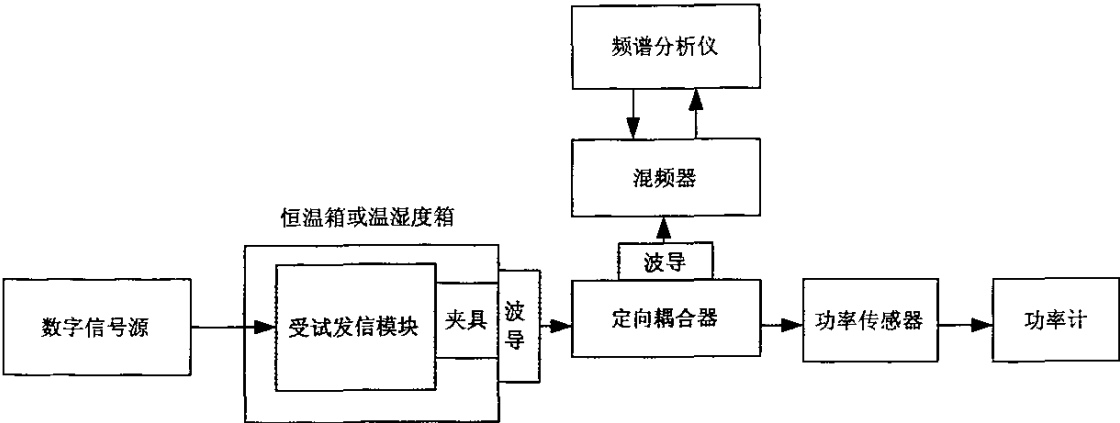 频谱分析仪
混频器
恒温箱或温湿度箱
波导
数字信号源
受试发信模块
夹具
波导
定向耦合器
功率传感器
功率计